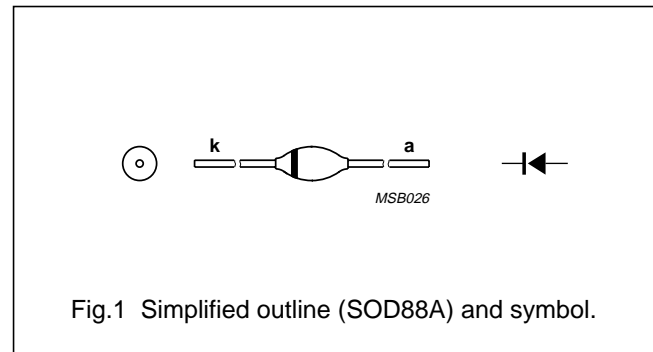 k a
MSB026
Fig.1 Simplified outline (SOD88A) and symbol.